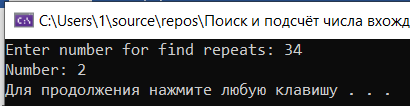 C:\Users\1\source\repos\Поиск и подсчёт числа вхожд
Enter number for find repeats: 34
Number: 2
Для продолжения нажмите любую клавишу . . .